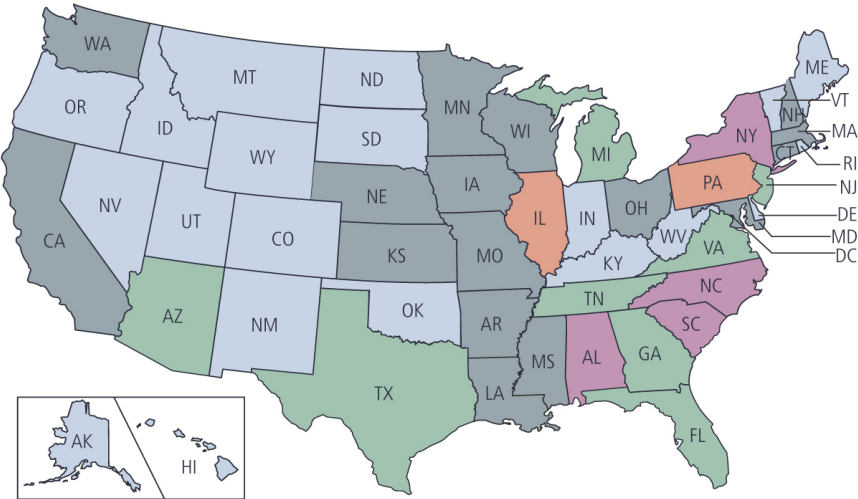 WA
MT
ND
MN
ME
VT
NH
MA
OR
ID
SD
WI
NY
CT
RI
WY
MI
NJ
IA
PA
NE
NV
UT
IL
IN
OH
DE
CA
CO
WV
MD
KS
MO
VA
DC
KY
AZ
NM
OK
TN
NC
AR
SC
TX
MS
AL
GA
LA
FL
AK
HI